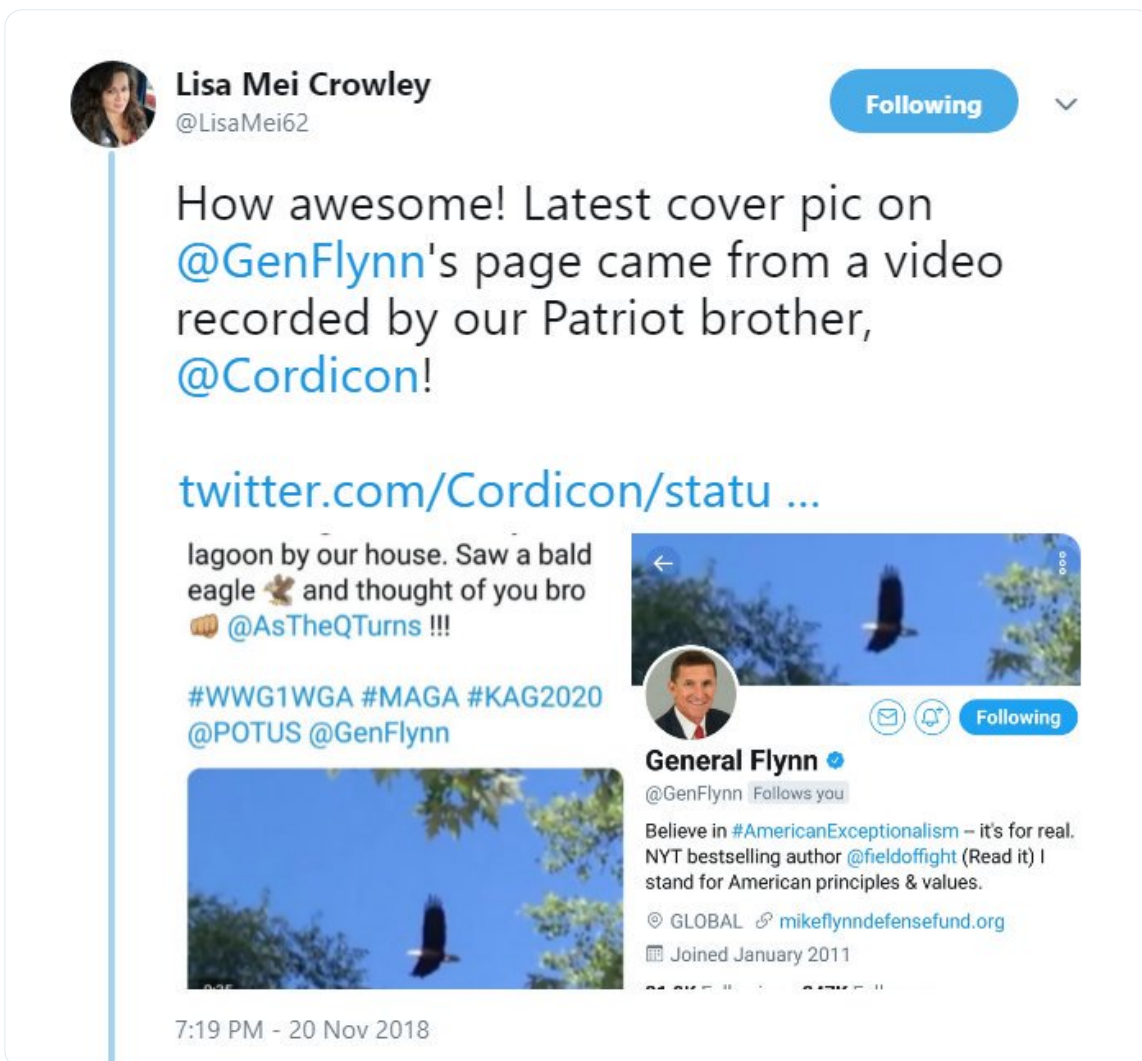 Lisa Mei Crowley
@LisaMei62
Following
How awesome! Latest cover pic on
@GenFlynn's page came from a video
recorded by our Patriot brother,
@Cordicon!
twitter.com/Cordicon/statu ...
lagoon by our house. Saw a bald
eagle 🦅 and thought of you bro
👊🏼 @AsTheQTurns !!!
#WWG1WGA #MAGA #KAG2020
@POTUS @GenFlynn
Following
General Flynn
@GenFlynn Follows you
Believe in #AmericanExceptionalism – it's for real.
NYT bestselling author @fieldoffight (Read it) I
stand for American principles & values.
GLOBAL mikeflynndefensefund.org
Joined January 2011
7:19 PM - 20 Nov 2018